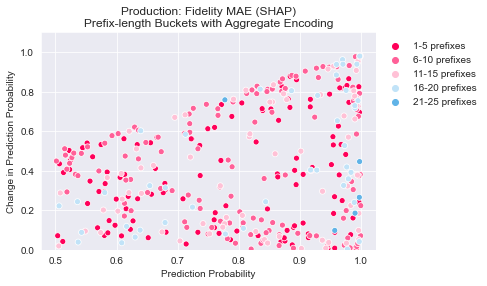 Production: Fidelity MAE (SHAP)
Prefix-length Buckets with Aggregate Encoding
Change in Prediction Probability
1.0
0.8
0.6
0.4
0.2
0.0
0.5 0.6 0.7 0.8 0.9 1.0
Prediction Probability
1-5 prefixes
6-10 prefixes
11-15 prefixes
16-20 prefixes
21-25 prefixes